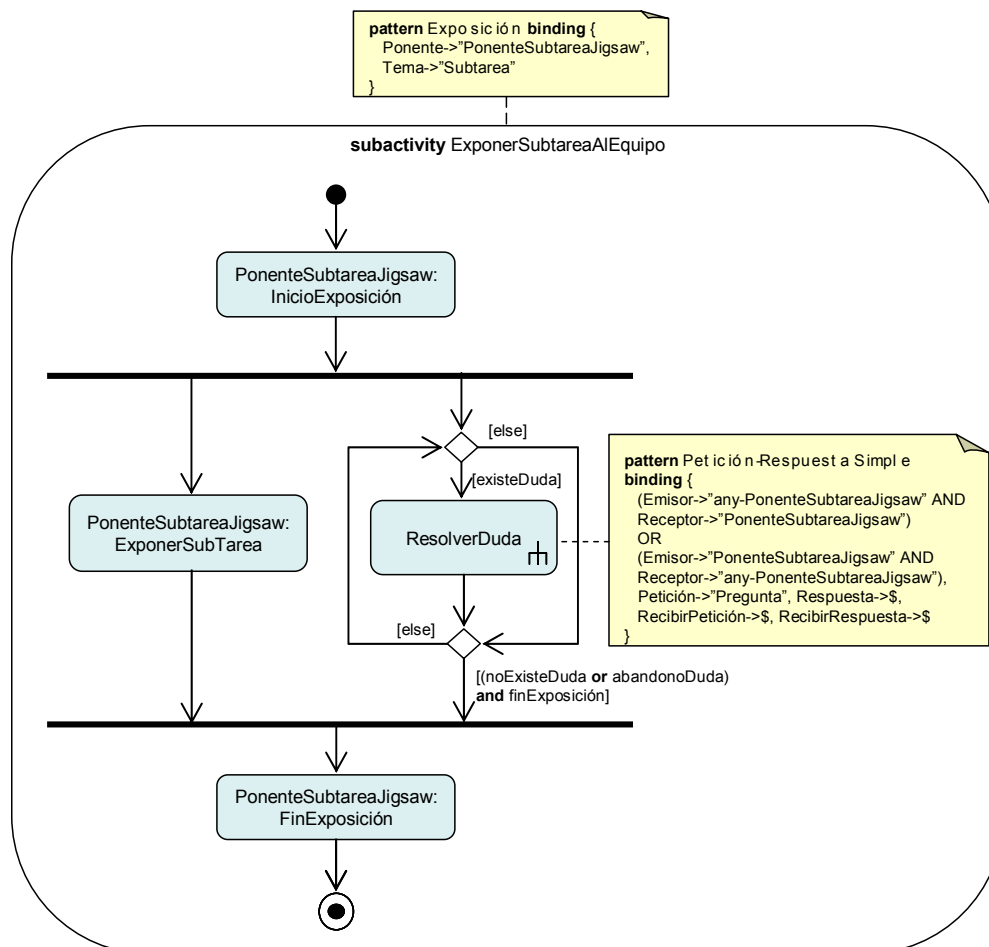 pattern Exposición binding {
Ponente->”PonenteSubtareaJigsaw”,
Tema->”Subtarea”
}
subactivity ExponerSubtareaAlEquipo
PonenteSubtareaJigsaw:
InicioExposición
[else]
[existeDuda]
PonenteSubtareaJigsaw:
ExponerSubTarea
ResolverDuda
pattern Petición-Respuesta Simple
binding {
(Emisor->”any-PonenteSubtareaJigsaw” AND
Receptor->”PonenteSubtareaJigsaw”)
OR
(Emisor->”PonenteSubtareaJigsaw” AND
Receptor->”any-PonenteSubtareaJigsaw”),
Petición->”Pregunta”, Respuesta->$,
RecibirPetición->$, RecibirRespuesta->$
}
[else]
[(noExisteDuda or abandonoDuda)
and finExposición]
PonenteSubtareaJigsaw:
FinExposición